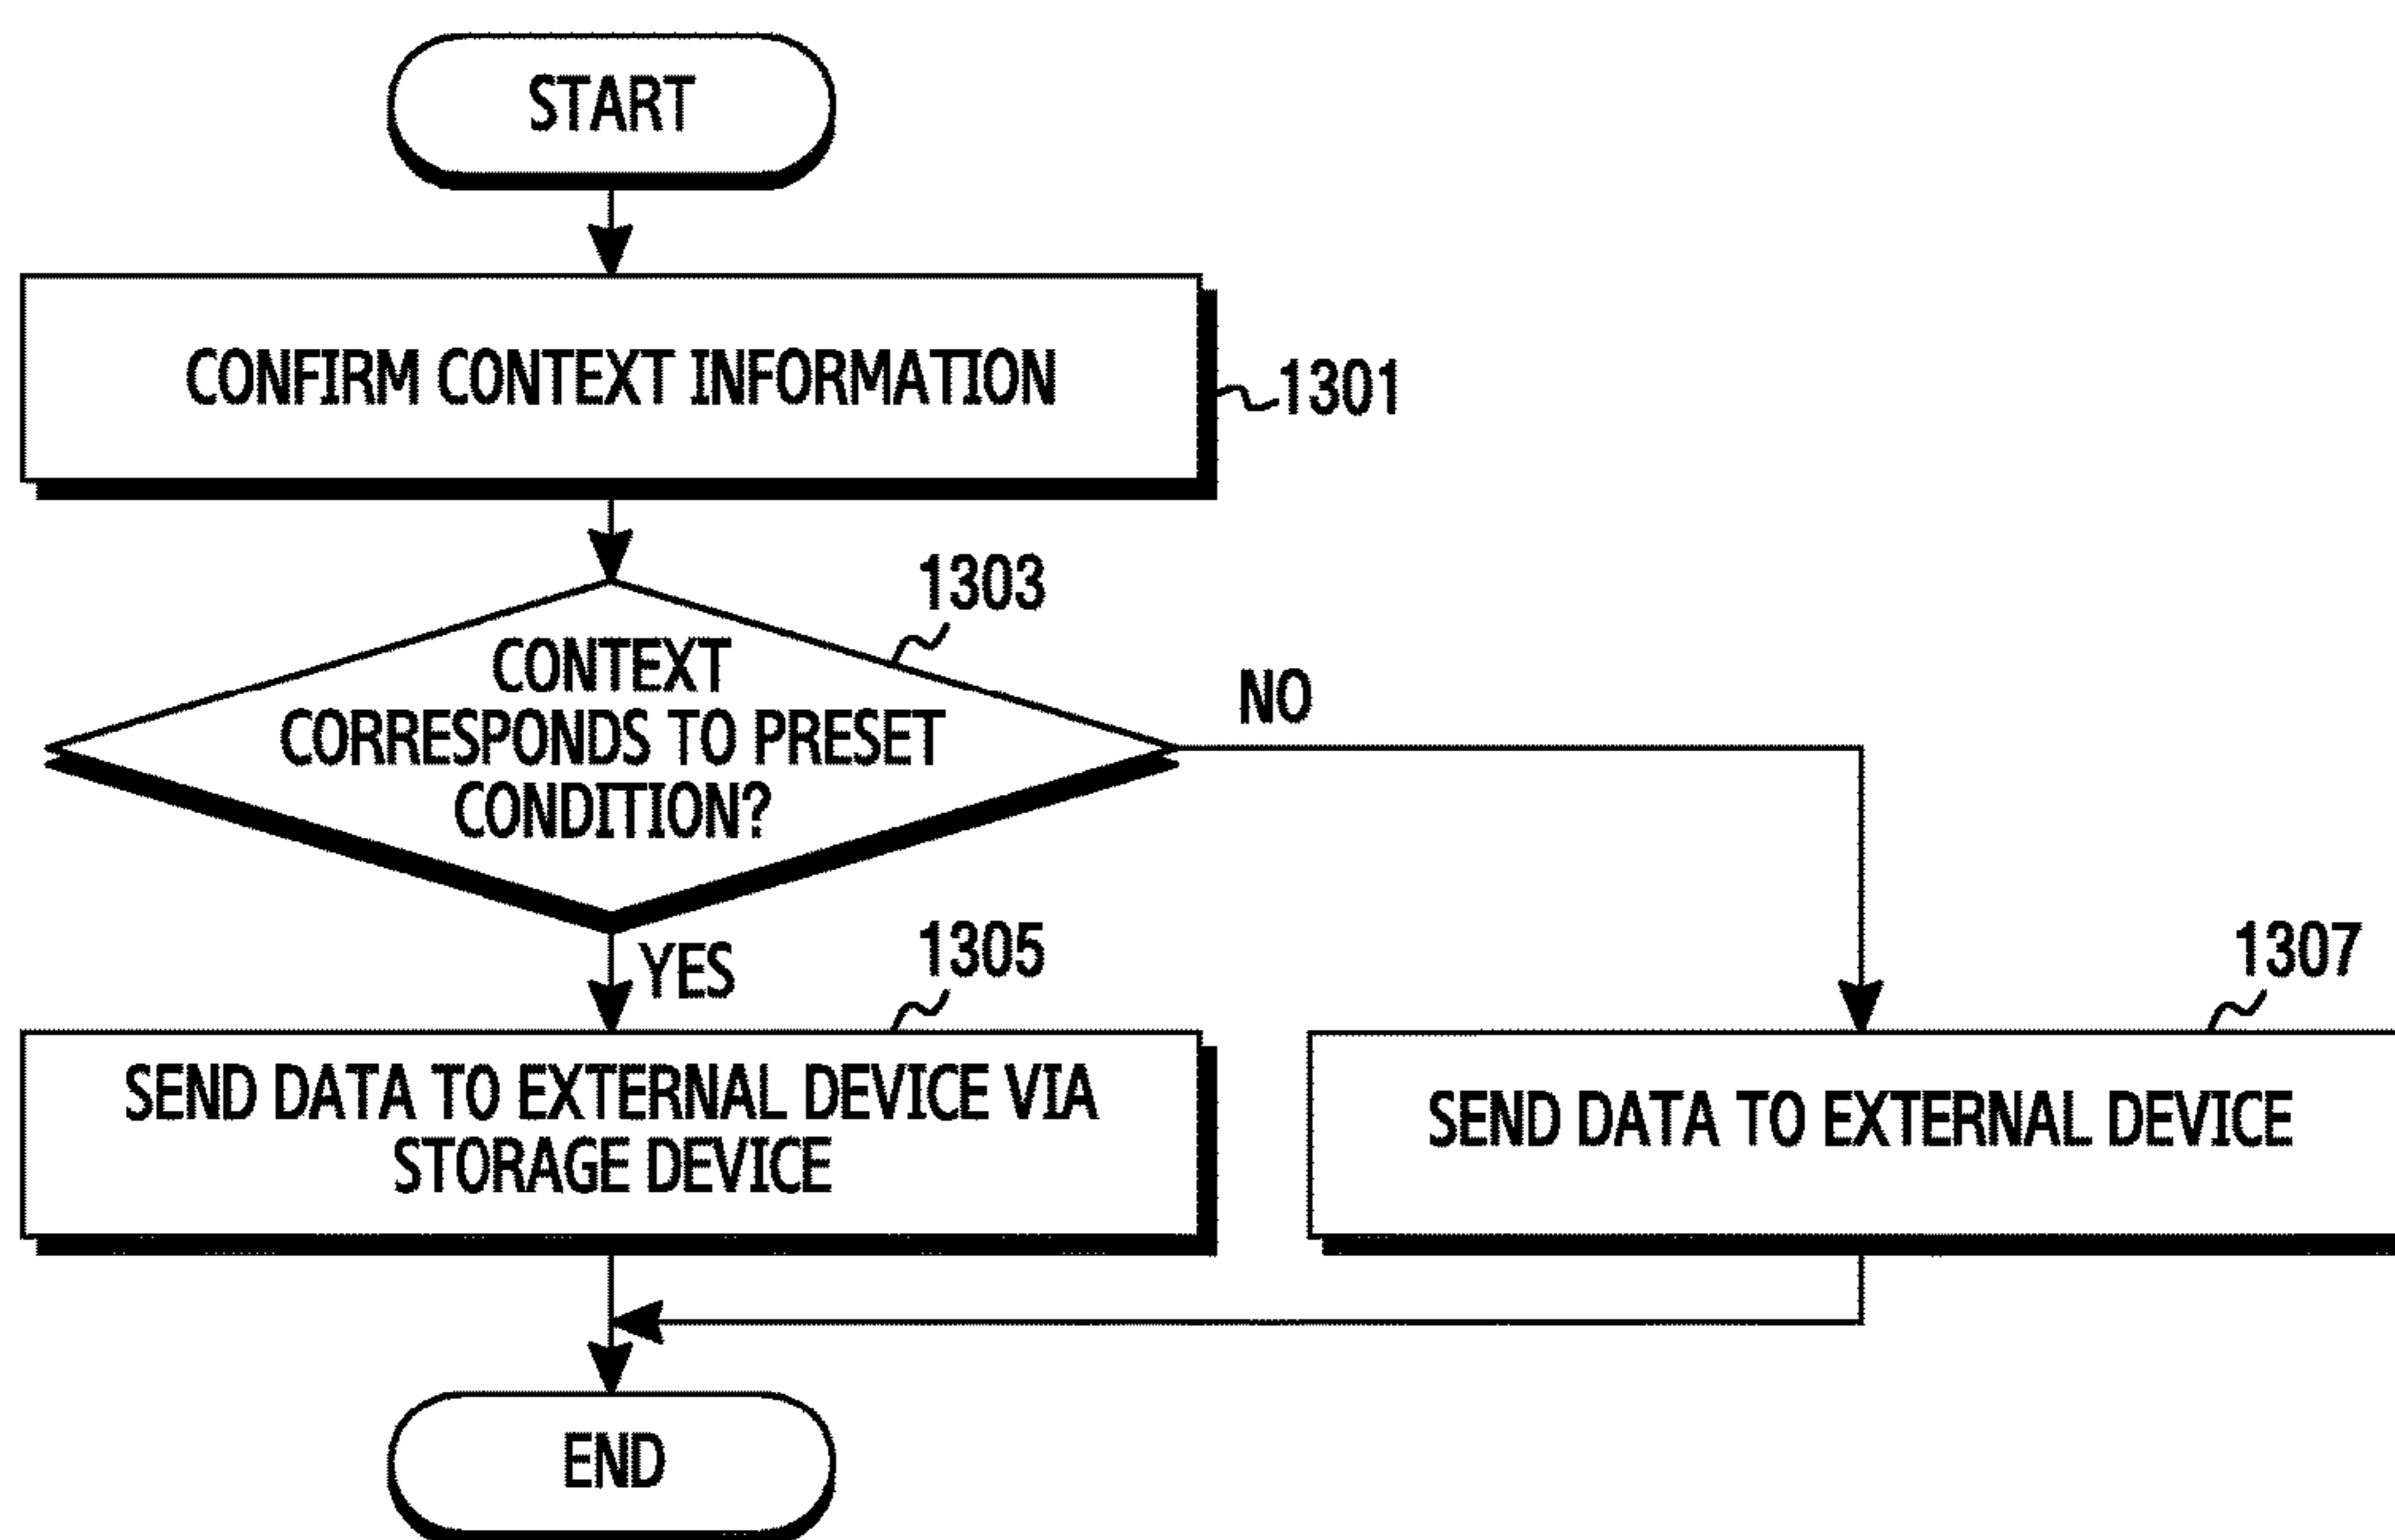 START
CONFIRM CONTEXT INFORMATION
1301
1303
CONTEXT
CORRESPONDS TO PRESET
CONDITION?
NO
YES
1305
1307
SEND DATA TO EXTERNAL DEVICE VIA
STORAGE DEVICE
SEND DATA TO EXTERNAL DEVICE
END